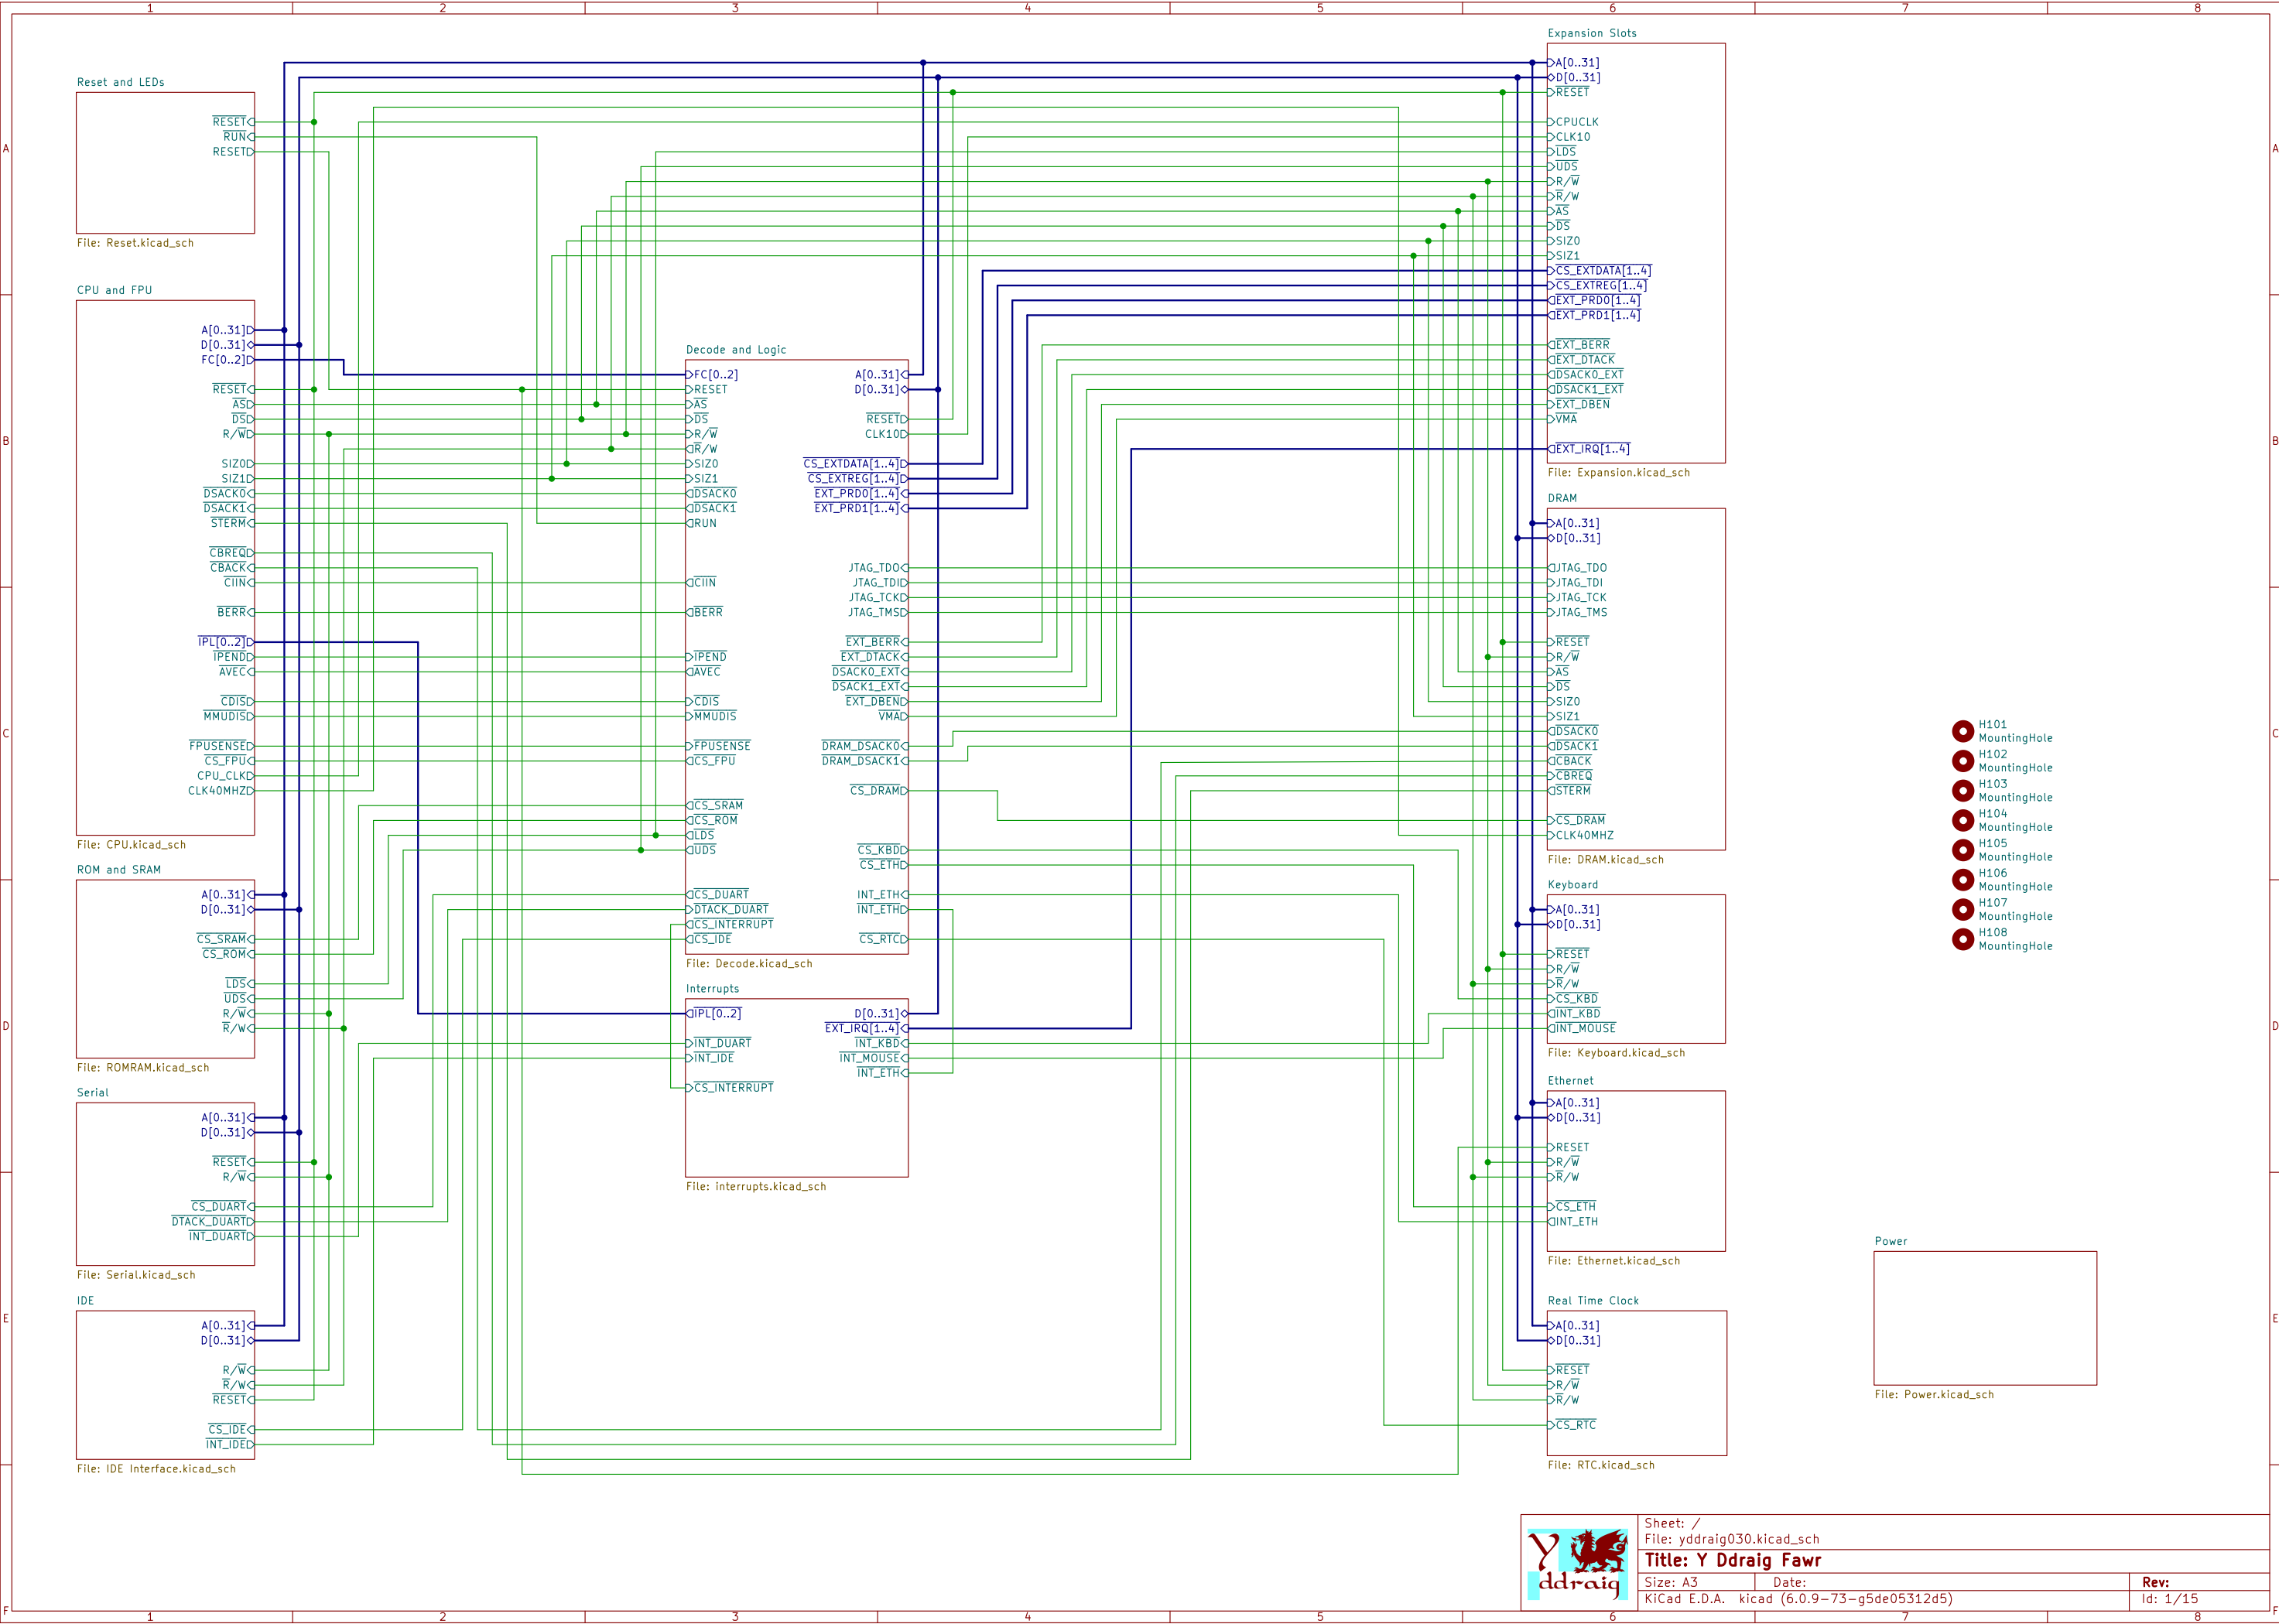 1 2 3 4 5 6 7 8
A
B
C
D
E
F
Reset and LEDs
RESET
RUN
RESET
File: Reset.kicad_sch
CPU and FPU
A[0..31]
D[0..31]
FC[0..2]
RESET
AS
DS
R/W
SIZ0
SIZ1
DSACK0
DSACK1
STERM
CBREQ
CBACK
CIIN
BERR
IPL[0..2]
IPEND
AVEC
CDIS
MMUDIS
FPUSENSE
CS_FPU
CPU_CLK
CLK40MHZ
File: CPU.kicad_sch
ROM and SRAM
A[0..31]
D[0..31]
CS_SRAM
CS_ROM
LDS
UDS
R/W
R/W
File: ROMRAM.kicad_sch
Serial
A[0..31]
D[0..31]
RESET
R/W
CS_DUART
DTACK_DUART
INT_DUART
File: Serial.kicad_sch
IDE
A[0..31]
D[0..31]
R/W
R/W
RESET
CS_IDE
INT_IDE
File: IDE Interface.kicad_sch
Decode and Logic
FC[0..2]
RESET
AS
DS
R/W
R/W
SIZ0
SIZ1
DSACK0
DSACK1
RUN
CIIN
BERR
IPEND
AVEC
CDIS
MMUDIS
FPUSENSE
CS_FPU
CS_SRAM
CS_ROM
LDS
UDS
CS_DUART
DTACK_DUART
CS_INTERRUPT
CS_IDE
A[0..31]
D[0..31]
RESET
CLK10
CS_EXTDATA[1..4]
CS_EXTREG[1..4]
EXT_PRD0[1..4]
EXT_PRD1[1..4]
JTAG_TDO
JTAG_TDI
JTAG_TCK
JTAG_TMS
EXT_BERR
EXT_DTACK
DSACK0_EXT
DSACK1_EXT
EXT_DBEN
VMA
DRAM_DSACK0
DRAM_DSACK1
CS_DRAM
CS_KBD
CS_ETH
INT_ETH
INT_ETH
CS_RTC
File: Decode.kicad_sch
Interrupts
IPL[0..2]
INT_DUART
INT_IDE
CS_INTERRUPT
D[0..31]
EXT_IRQ[1..4]
INT_KBD
INT_MOUSE
INT_ETH
File: interrupts.kicad_sch
Expansion Slots
A[0..31]
D[0..31]
RESET
CPUCLK
CLK10
LDS
UDS
R/W
R/W
AS
DS
SIZ0
SIZ1
CS_EXTDATA[1..4]
CS_EXTREG[1..4]
EXT_PRD0[1..4]
EXT_PRD1[1..4]
EXT_BERR
EXT_DTACK
DSACK0_EXT
DSACK1_EXT
EXT_DBEN
VMA
EXT_IRQ[1..4]
File: Expansion.kicad_sch
DRAM
A[0..31]
D[0..31]
JTAG_TDO
JTAG_TDI
JTAG_TCK
JTAG_TMS
RESET
R/W
AS
DS
SIZ0
SIZ1
DSACK0
DSACK1
CBACK
CBREQ
STERM
CS_DRAM
CLK40MHZ
File: DRAM.kicad_sch
Keyboard
A[0..31]
D[0..31]
RESET
R/W
R/W
CS_KBD
INT_KBD
INT_MOUSE
File: Keyboard.kicad_sch
Ethernet
A[0..31]
D[0..31]
RESET
R/W
R/W
CS_ETH
INT_ETH
File: Ethernet.kicad_sch
Real Time Clock
A[0..31]
D[0..31]
RESET
R/W
R/W
CS_RTC
File: RTC.kicad_sch
H101
MountingHole
H102
MountingHole
H103
MountingHole
H104
MountingHole
H105
MountingHole
H106
MountingHole
H107
MountingHole
H108
MountingHole
Power
File: Power.kicad_sch
Y
ddraig
Sheet: /
File: yddraig030.kicad_sch
Title: Y Ddraig Fawr
Size: A3 Date: Rev:
KiCad E.D.A. kicad (6.0.9-73-g5de05312d5) Id: 1/15
A
B
C
D
E
F
1 2 3 4 5 6 7 8